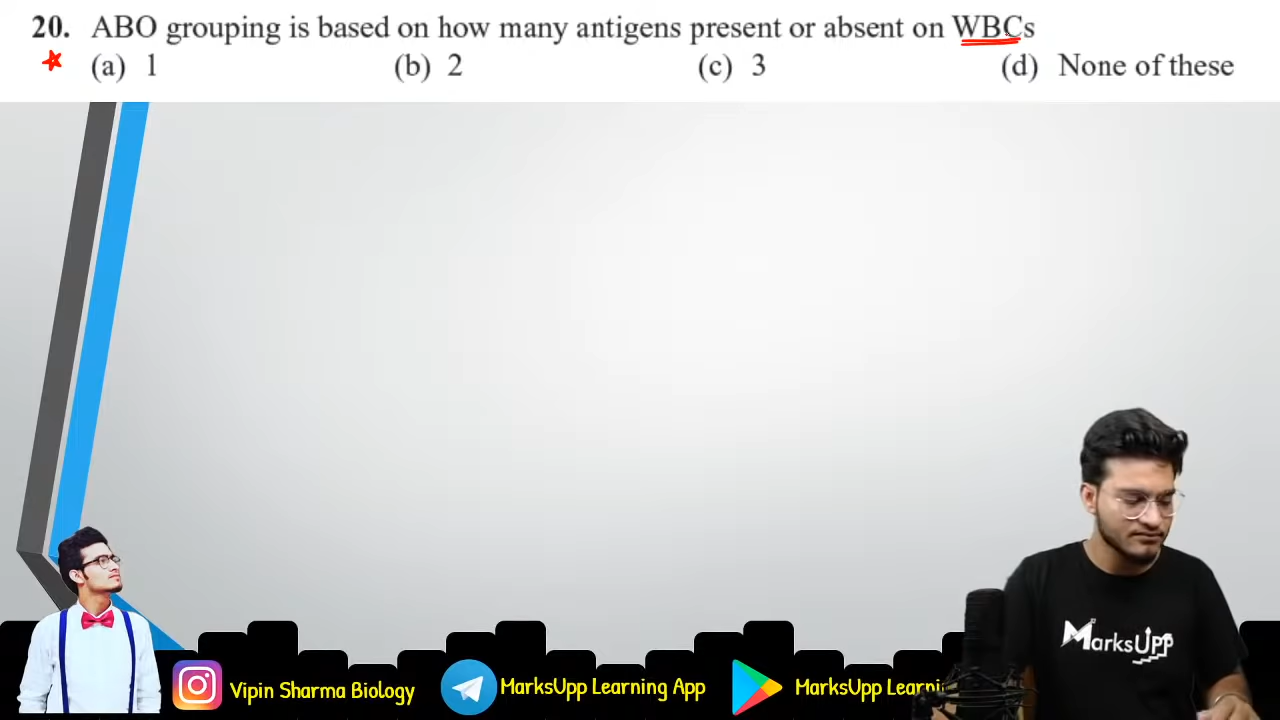 20. ABO grouping is based on how many antigens present or absent on WBCs
(a) 1 (b) 2 (c) 3 (d) None of these
MarksUpp
Vipin Sharma Biology
MarksUpp Learning App
MarksUpp Learni